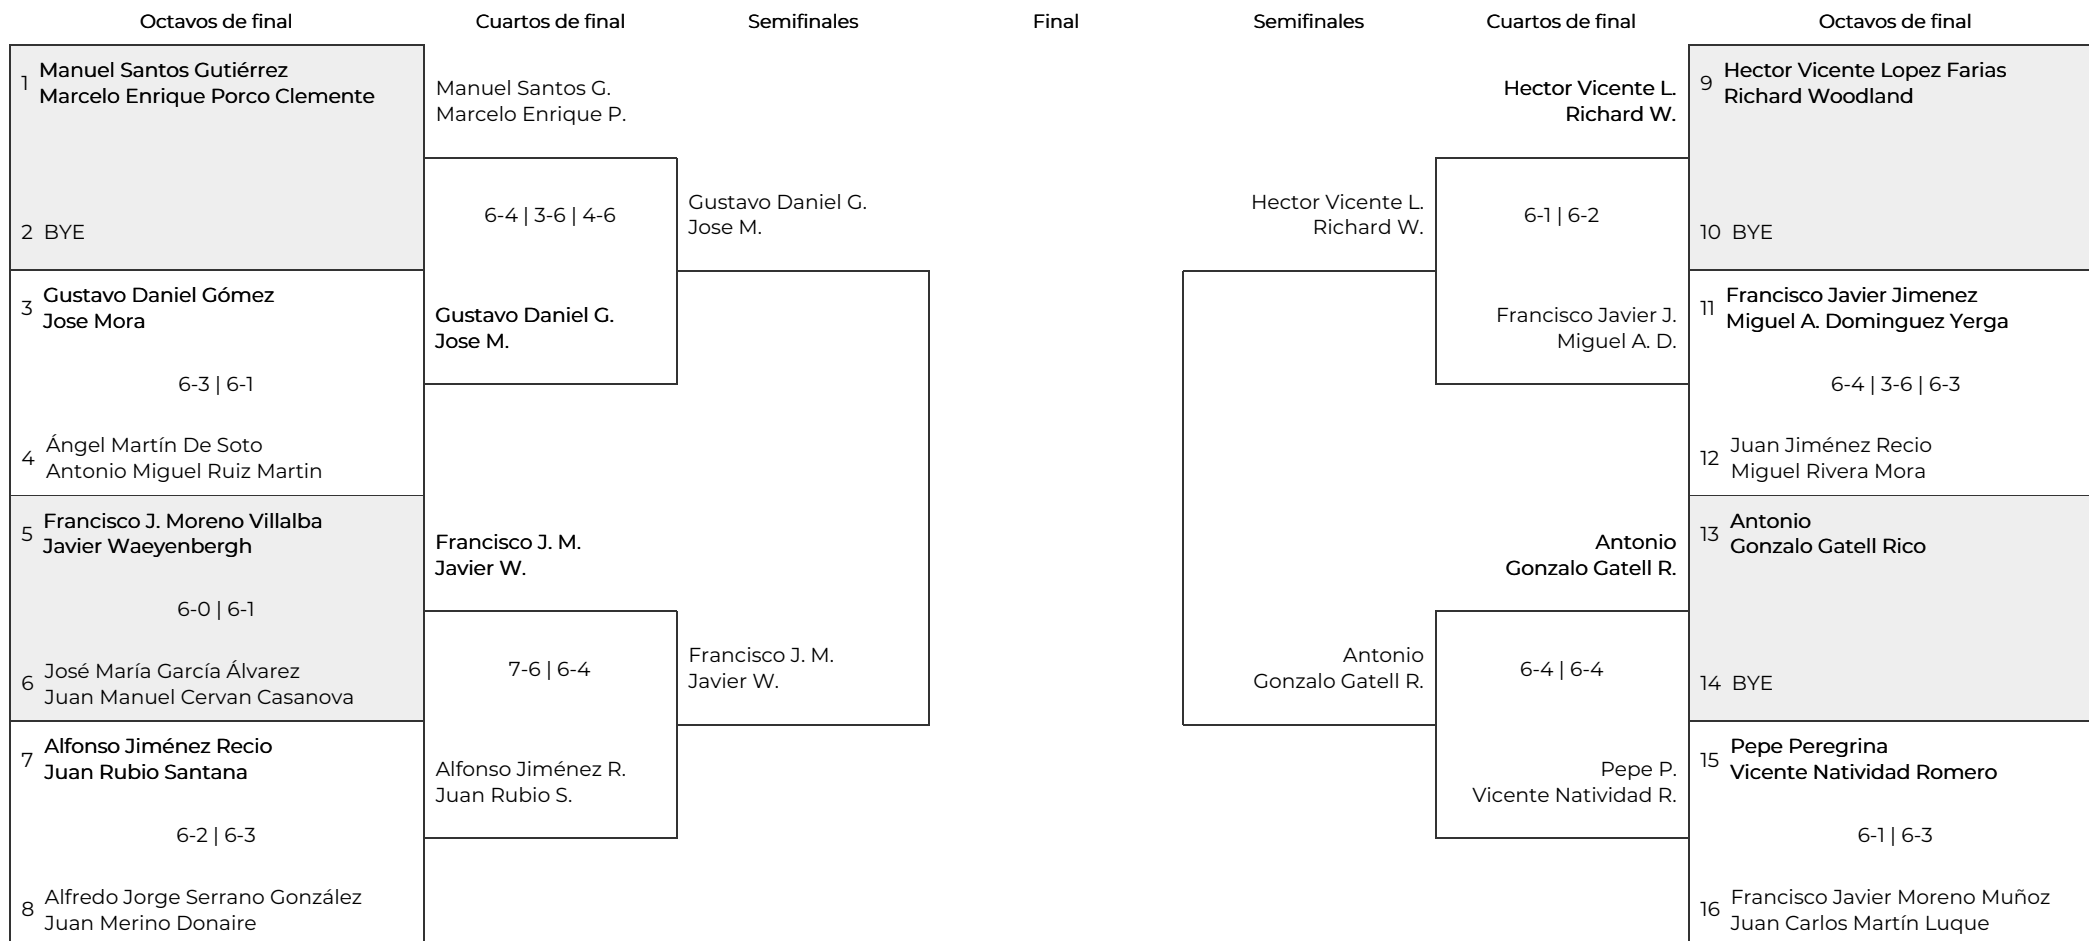 Octavos de final
Cuartos de final
Semifinales
Final
Semifinales
Cuartos de final
Octavos de final
1
Manuel Santos Gutiérrez
Marcelo Enrique Porco Clemente
2 BYE
3
Gustavo Daniel Gómez
Jose Mora
6-3 | 6-1
4
Ángel Martín De Soto
Antonio Miguel Ruiz Martin
5
Francisco J. Moreno Villalba
Javier Waeyenbergh
6-0 | 6-1
6
José María García Álvarez
Juan Manuel Cervan Casanova
7
Alfonso Jiménez Recio
Juan Rubio Santana
6-2 | 6-3
8
Alfredo Jorge Serrano González
Juan Merino Donaire
Manuel Santos G.
Marcelo Enrique P.
6-4 | 3-6 | 4-6
Gustavo Daniel G.
Jose M.
Francisco J. M.
Javier W.
7-6 | 6-4
Alfonso Jiménez R.
Juan Rubio S.
Gustavo Daniel G.
Jose M.
Francisco J. M.
Javier W.
Hector Vicente L.
Richard W.
Antonio
Gonzalo Gatell R.
Hector Vicente L.
Richard W.
6-1 | 6-2
Francisco Javier J.
Miguel A. D.
Antonio
Gonzalo Gatell R.
6-4 | 6-4
Pepe P.
Vicente Natividad R.
9
Hector Vicente Lopez Farias
Richard Woodland
10 BYE
11
Francisco Javier Jimenez
Miguel A. Dominguez Yerga
6-4 | 3-6 | 6-3
12
Juan Jiménez Recio
Miguel Rivera Mora
13
Antonio
Gonzalo Gatell Rico
14 BYE
15
Pepe Peregrina
Vicente Natividad Romero
6-1 | 6-3
16
Francisco Javier Moreno Muñoz
Juan Carlos Martín Luque